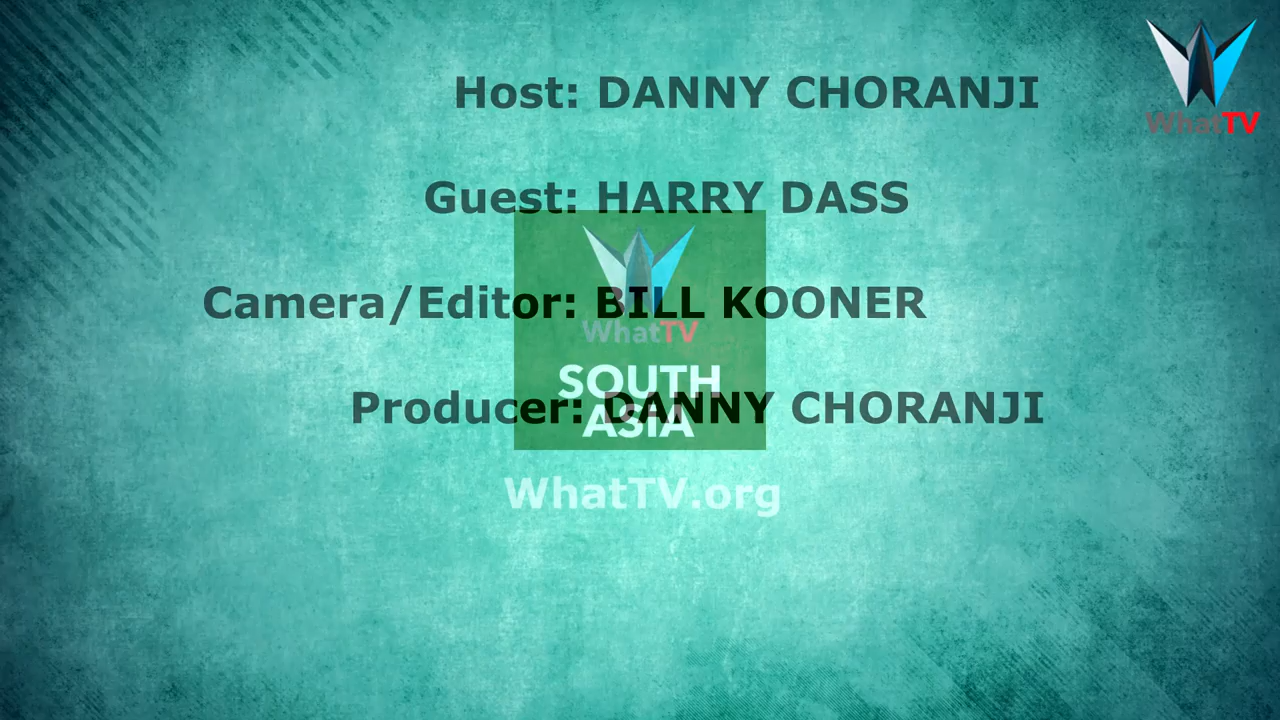 Host: DANNY CHORANJI
WhatTV
Guest: HARRY DASS
Camera/Editor: BILL KOONER
WhatTV
SOUTH
ASIA
Producer: DANNY CHORANJI
WhatTV.org